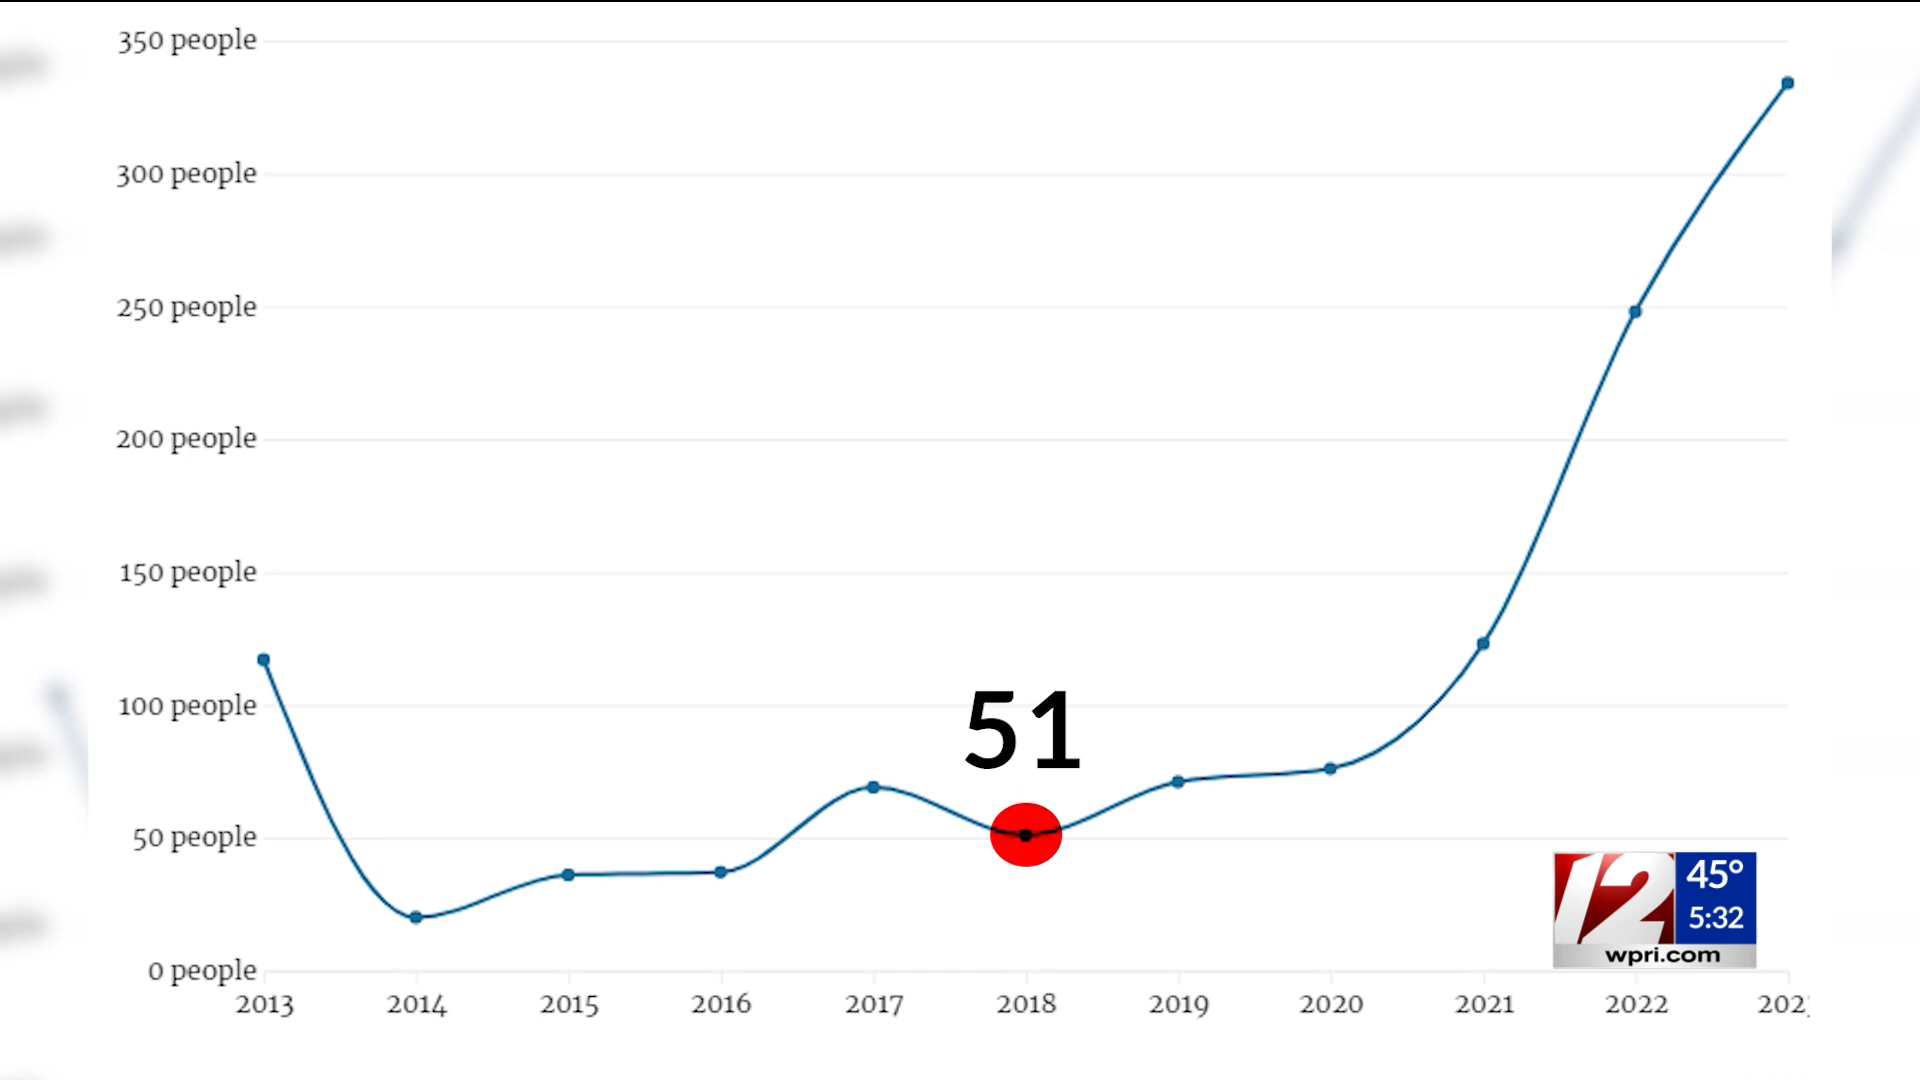 350 people
300 people
250 people
200 people
150 people
100 people
50 people
0 people
51
2013 2014 2015 2016 2017 2018 2019 2020 2021 2022
12
45°
5:32
wpri.com